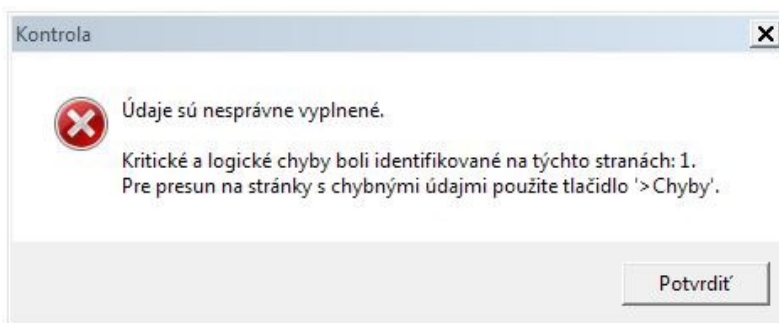 Kontrola
Údaje sú nesprávne vyplnené.
Kritické a logické chyby boli identifikované na týchto stranách: 1.
Pre presun na stránky s chybnými údajmi použite tlačidlo '>Chyby'.
Potvrdiť